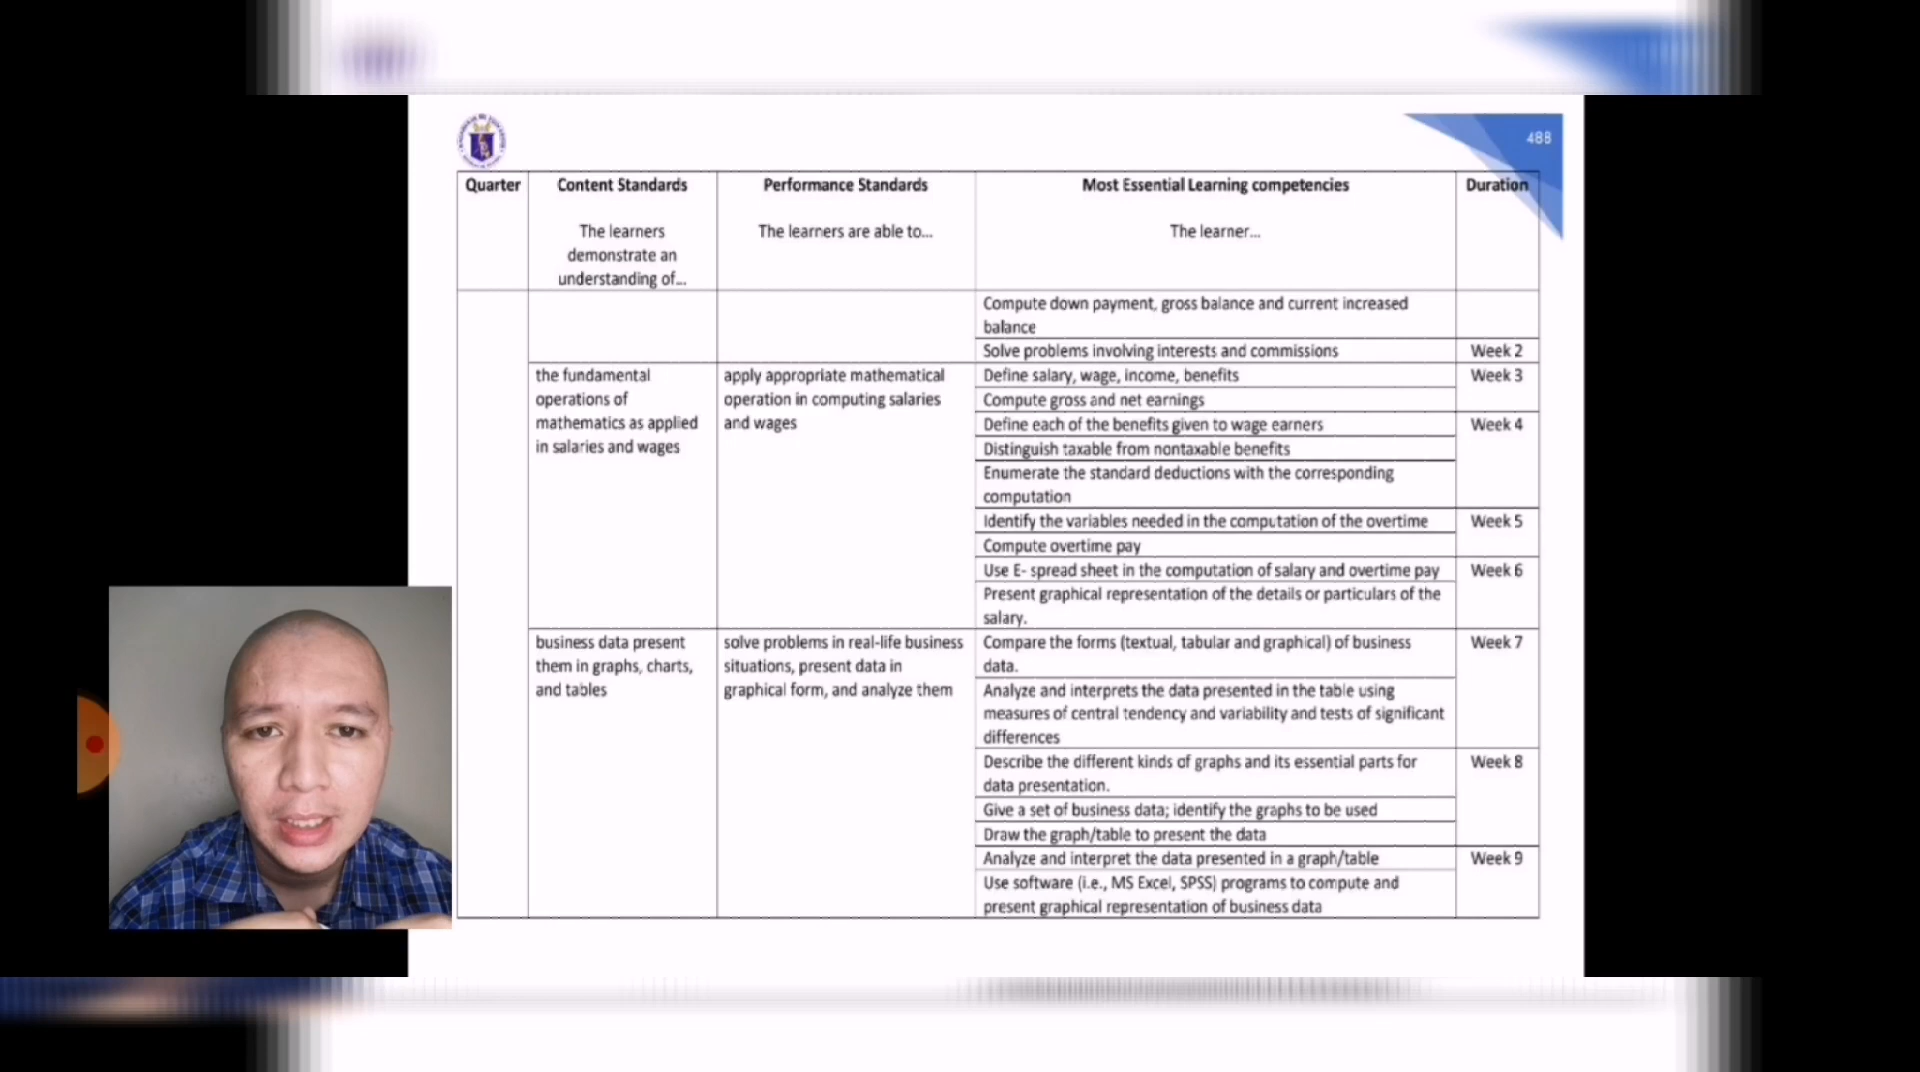 488
Quarter
Content Standards
The learners
demonstrate an
understanding of...
Performance Standards
The learners are able to...
Most Essential Learning competencies
The learner...
Duration
Compute down payment, gross balance and current increased
balance
Solve problems involving interests and commissions
Week 2
the fundamental
operations of
mathematics as applied
in salaries and wages
apply appropriate mathematical
operation in computing salaries
and wages
Define salary, wage, income, benefits
Week 3
Compute gross and net earnings
Define each of the benefits given to wage earners
Week 4
Distinguish taxable from nontaxable benefits
Enumerate the standard deductions with the corresponding
computation
Identify the variables needed in the computation of the overtime
Week 5
Compute overtime pay
Use E- spread sheet in the computation of salary and overtime pay
Week 6
Present graphical representation of the details or particulars of the
salary.
business data present
them in graphs, charts,
and tables
solve problems in real-life business
situations, present data in
graphical form, and analyze them
Compare the forms (textual, tabular and graphical) of business
data.
Week 7
Analyze and interprets the data presented in the table using
measures of central tendency and variability and tests of significant
differences
Describe the different kinds of graphs and its essential parts for
data presentation.
Week 8
Give a set of business data; identify the graphs to be used
Draw the graph/table to present the data
Analyze and interpret the data presented in a graph/table
Week 9
Use software (i.e., MS Excel, SPSS) programs to compute and
present graphical representation of business data